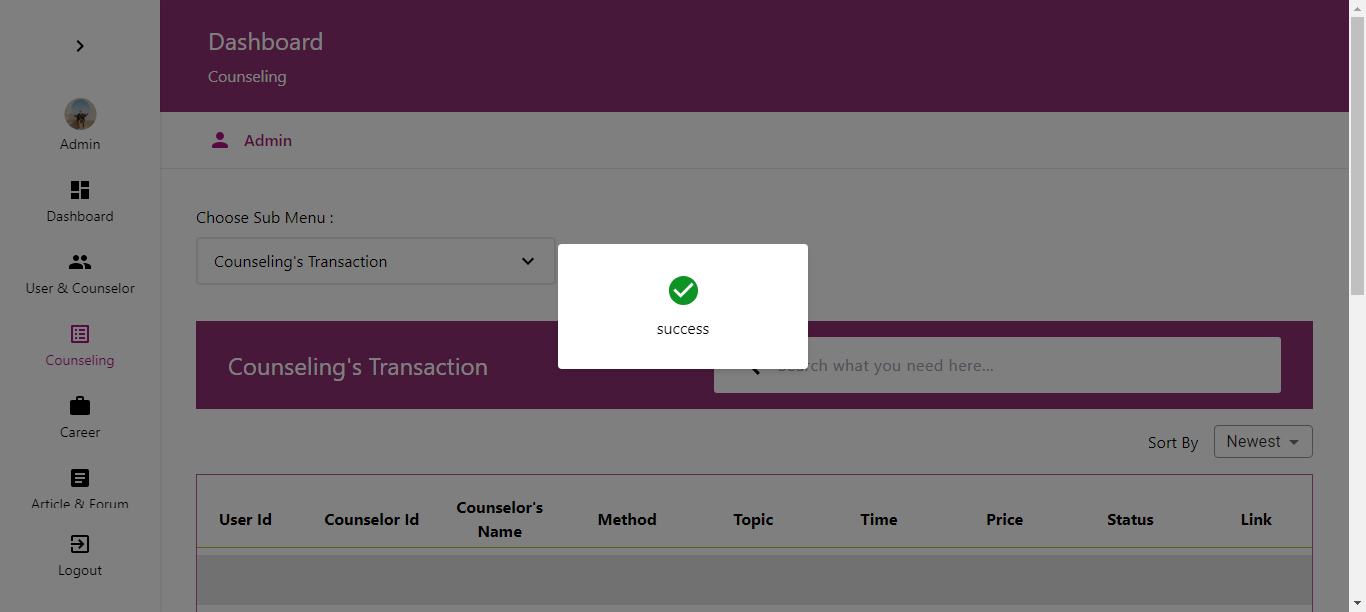 Dashboard
Counseling
Admin
Admin
Dashboard
User & Counselor
Counseling
Career
Article & Forum
Logout
Choose Sub Menu :
Counseling's Transaction
success
Counseling's Transaction
Search what you need here...
Sort By
Newest
User Id
Counselor Id
Counselor's
Name
Method
Topic
Time
Price
Status
Link